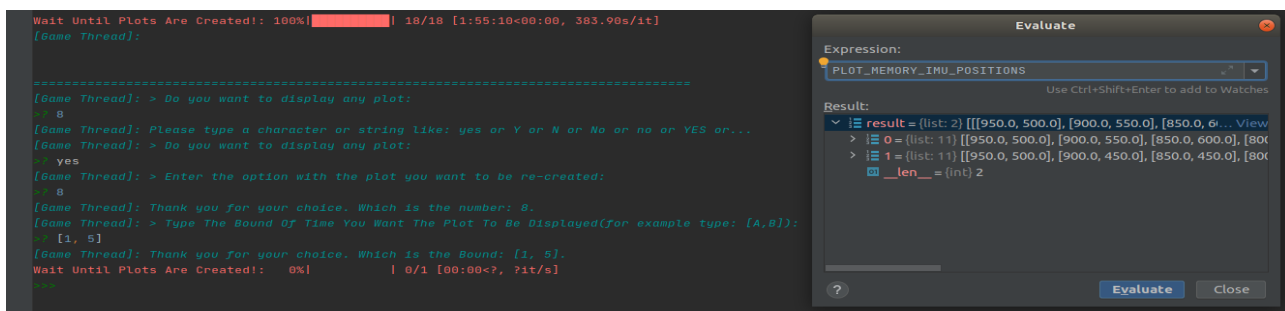 Wait Until Plots Are Created!: 100%|██████████| 18/18 [1:55:10<00:00, 383.90s/it]
[Game Thread]:
=====================================================================================
[Game Thread]: > Do you want to display any plot:
>? 8
[Game Thread]: Please type a character or string like: yes or Y or N or No or no or YES or...
[Game Thread]: > Do you want to display any plot:
>? yes
[Game Thread]: > Enter the option with the plot you want to be re-created:
>? 8
[Game Thread]: Thank you for your choice. Which is the number: 8.
[Game Thread]: > Type The Bound Of Time You Want The Plot To Be Displayed(for example type: [A,B]):
>? [1, 5]
[Game Thread]: Thank you for your choice. Which is the Bound: [1, 5].
Wait Until Plots Are Created!:   0%|          | 0/1 [00:00<?, ?it/s]
>>>
Evaluate
Expression:
PLOT_MEMORY_IMU_POSITIONS
Use Ctrl+Shift+Enter to add to Watches
Result:
result = {list: 2} [[[950.0, 500.0], [900.0, 550.0], [850.0, 6(... View
0 = {list: 11} [[950.0, 500.0], [900.0, 550.0], [850.0, 600.0], [800
1 = {list: 11} [[950.0, 500.0], [900.0, 450.0], [850.0, 450.0], [800
01 __len__ = {int} 2
?
Evaluate
Close